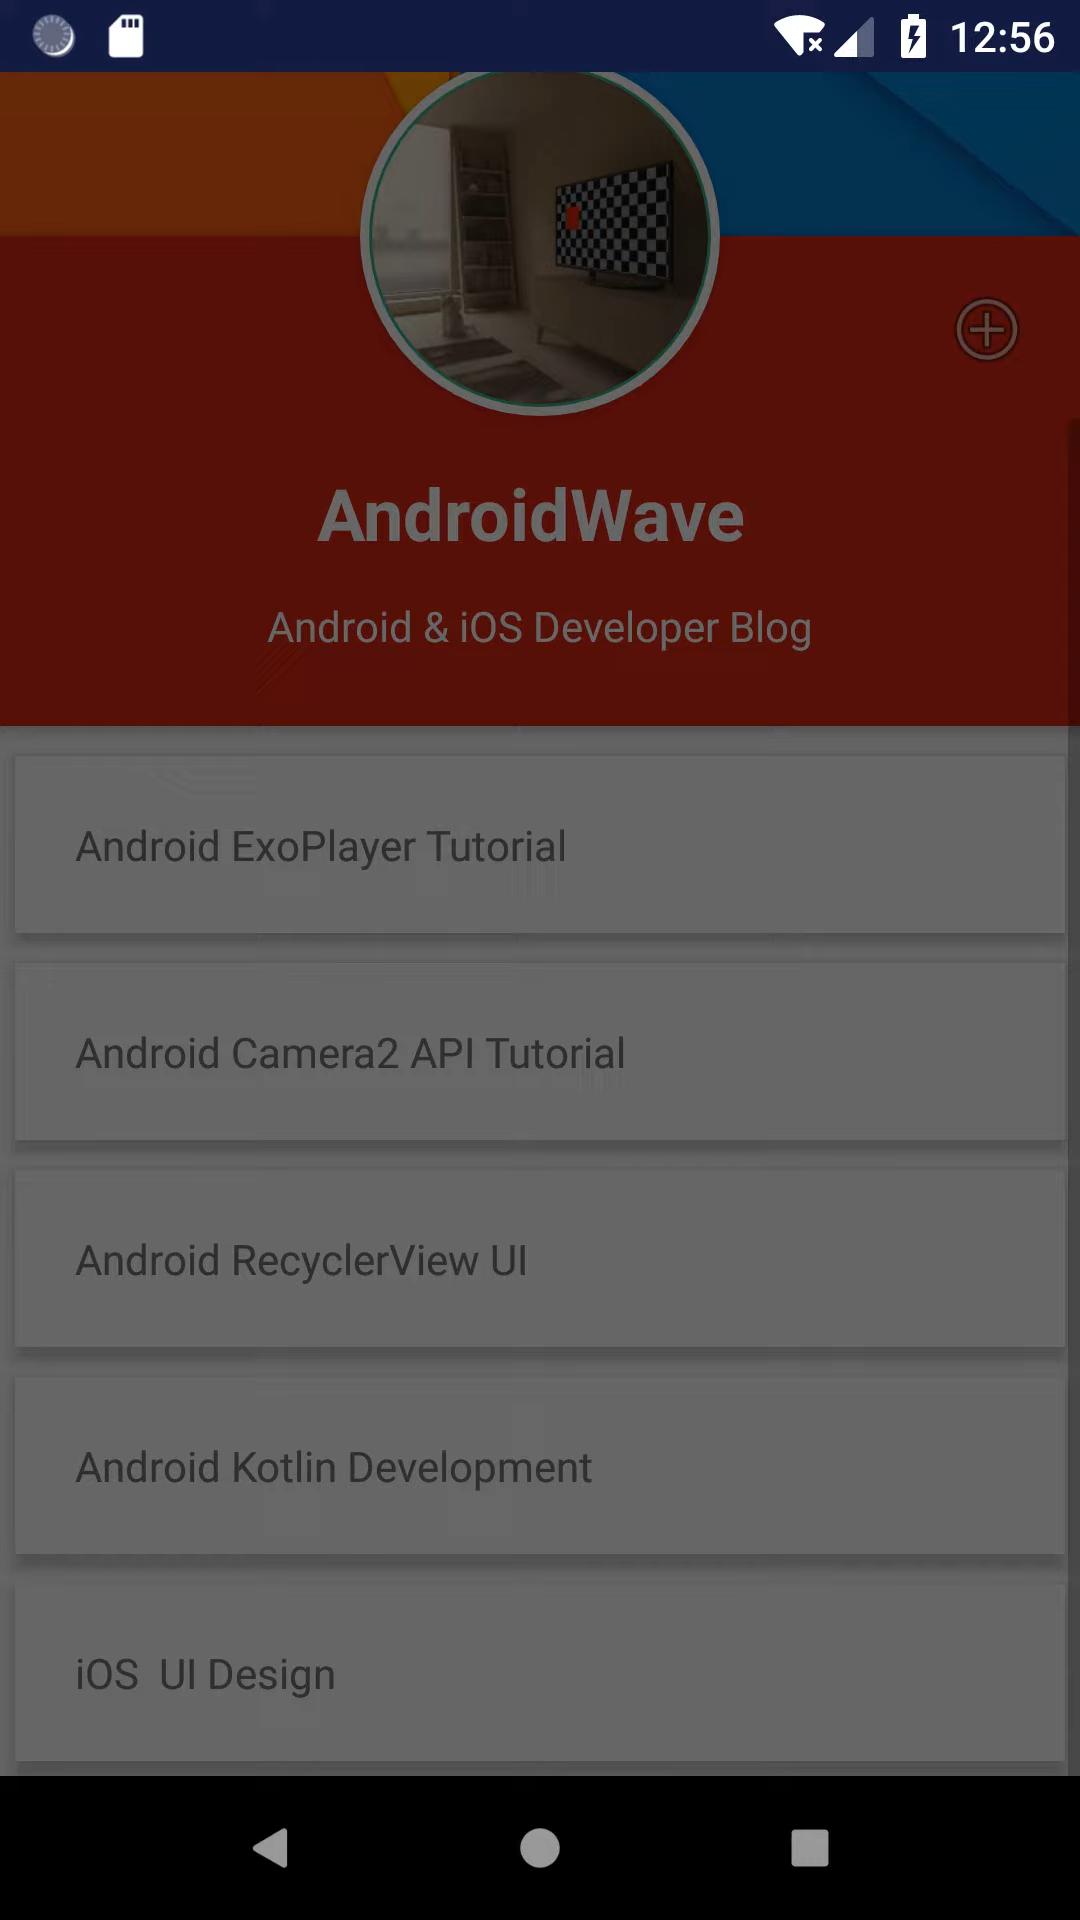 12:56
AndroidWave
Android & iOS Developer Blog
Android ExoPlayer Tutorial
Android Camera2 API Tutorial
Android RecyclerView UI
Android Kotlin Development
iOS  UI Design